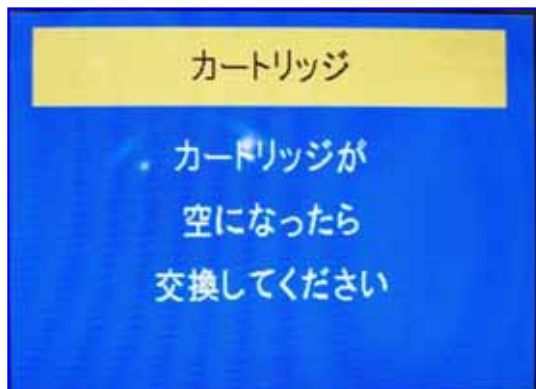 カートリッジ
カートリッジが
空になったら
交換してください